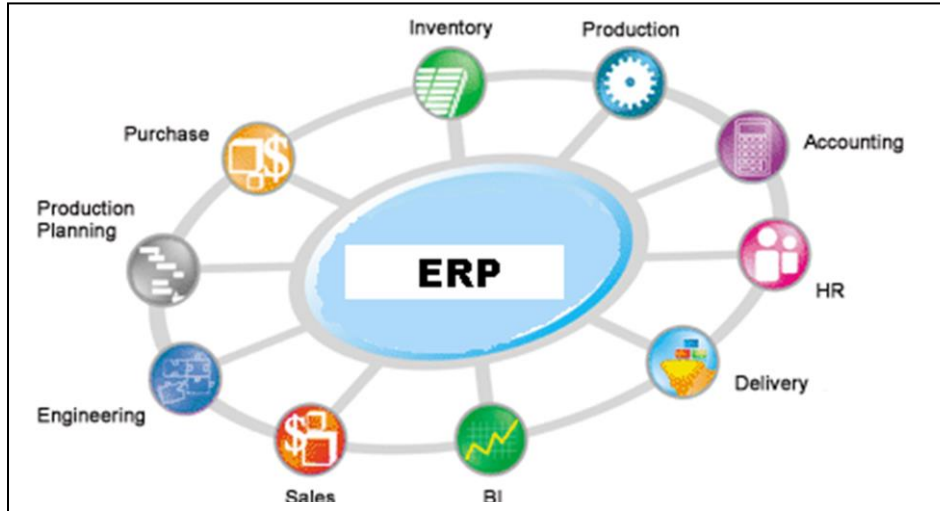 Inventory
Production
Purchase
Accounting
Production
Planning
ERP
HR
Delivery
Engineering
Sales
BI